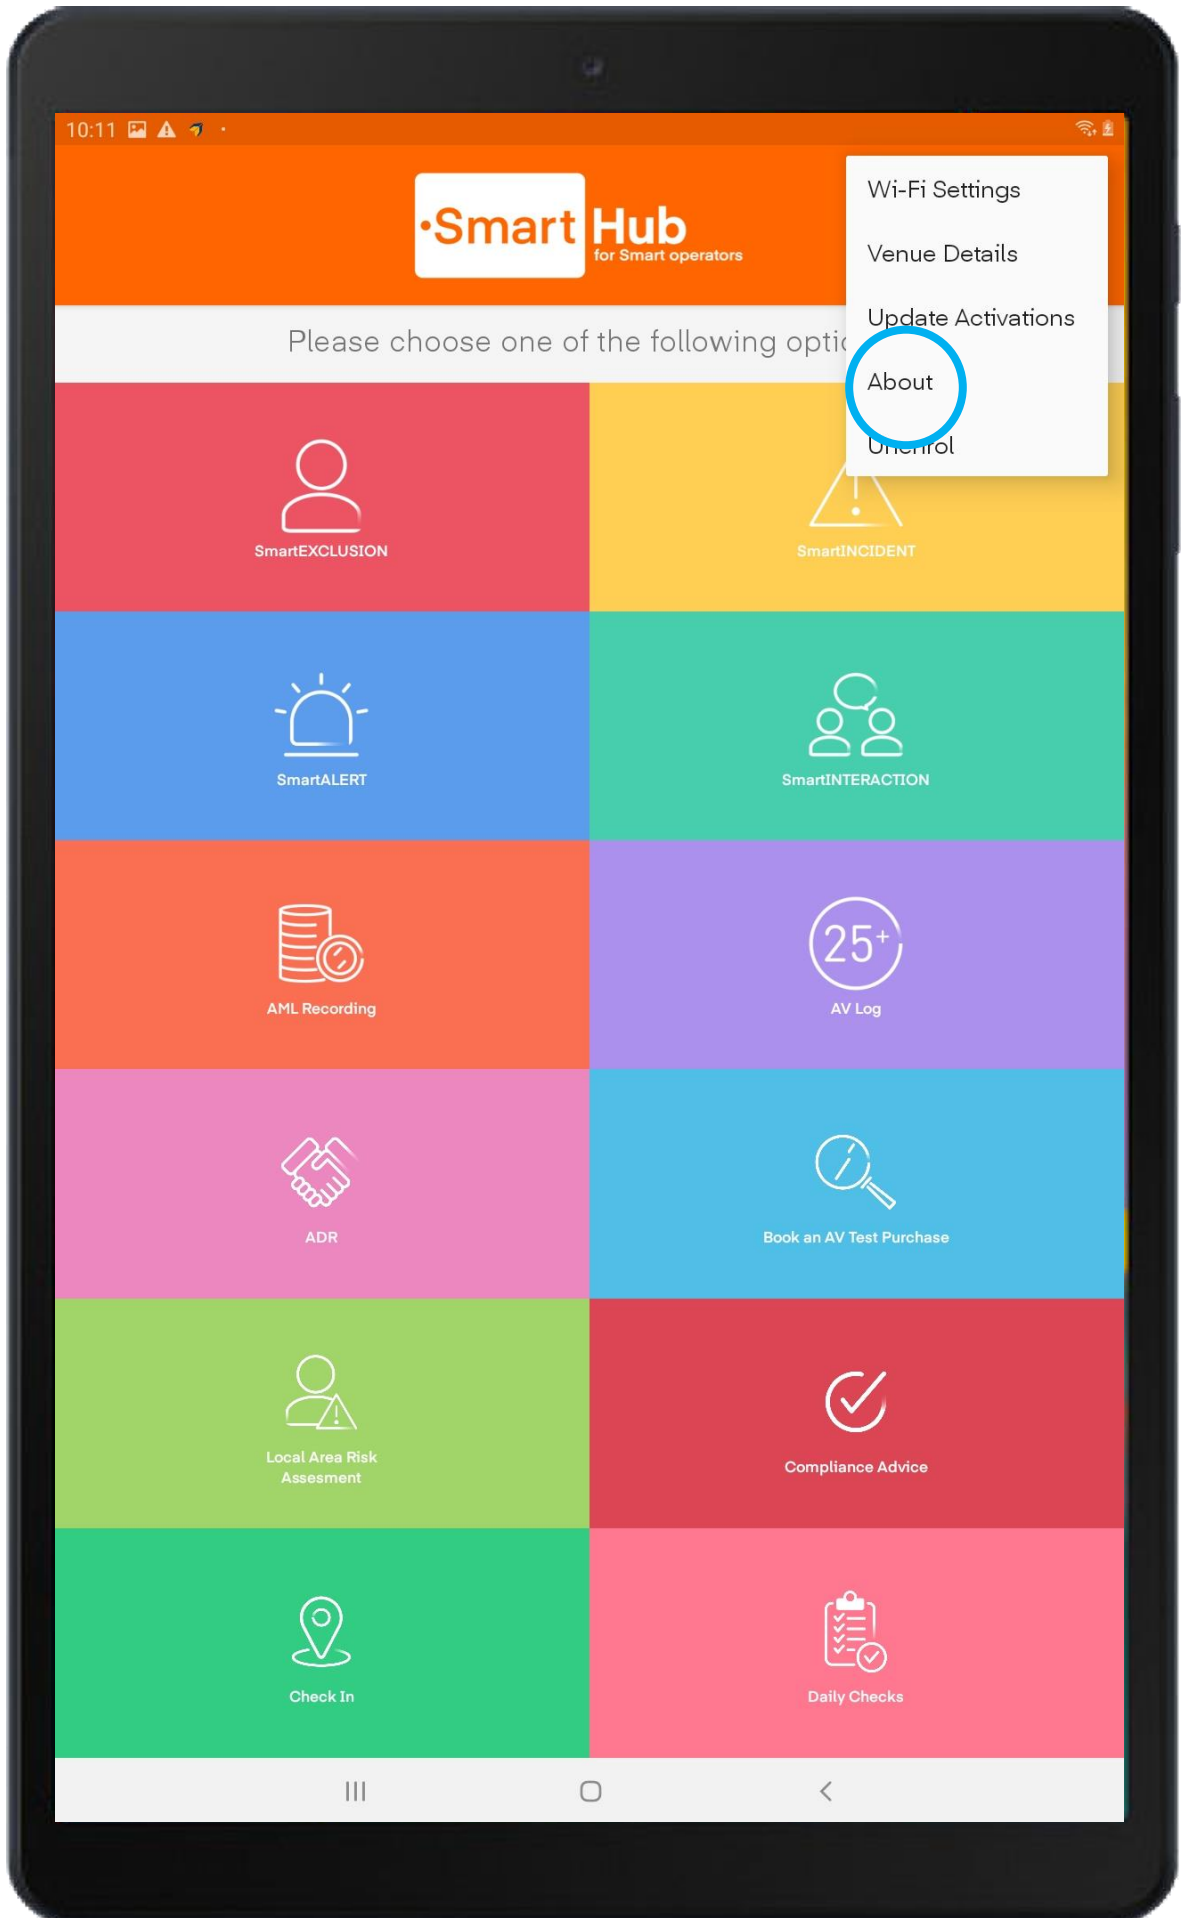 10:11
·Smart Hub
for Smart operators
Wi-Fi Settings
Venue Details
Update Activations
About
Unenrol
Please choose one of the following optio
SmartEXCLUSION
SmartINCIDENT
SmartALERT
SmartINTERACTION
AML Recording
25+
AV Log
ADR
Book an AV Test Purchase
Local Area Risk
Assesment
Compliance Advice
Check In
Daily Checks